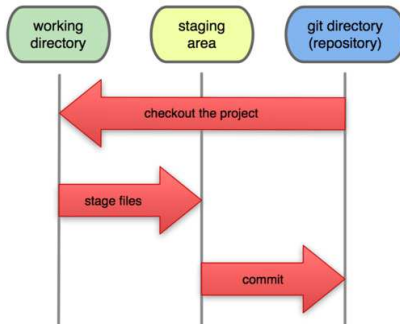 working
directory
staging
area
git directory
(repository)
checkout the project
stage files
commit